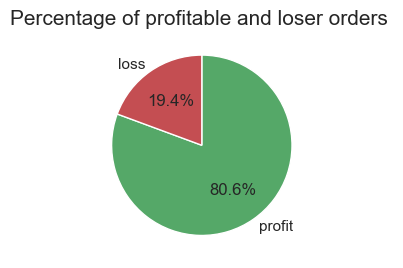 Percentage of profitable and loser orders
loss
19.4%
80.6%
profit